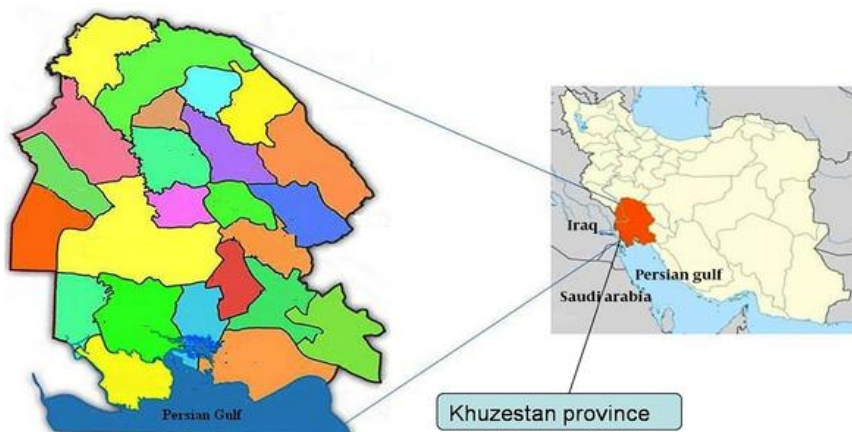 Persian Gulf
Iraq
Persian gulf
Saudi arabia
Khuzestan province